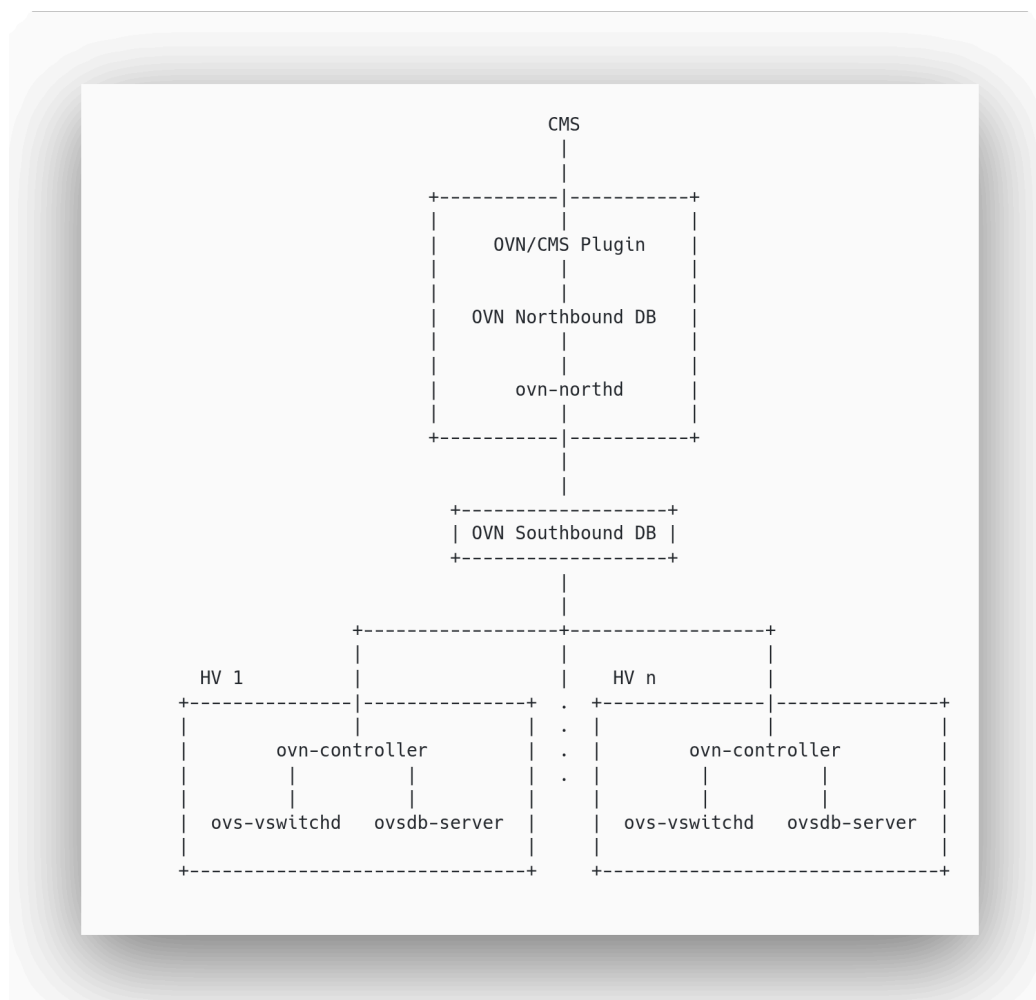 CMS
OVN/CMS Plugin
OVN Northbound DB
ovn-northd
OVN Southbound DB
HV 1 HV n
ovn-controller ovn-controller
ovs-vswitchd ovsdb-server ovs-vswitchd ovsdb-server